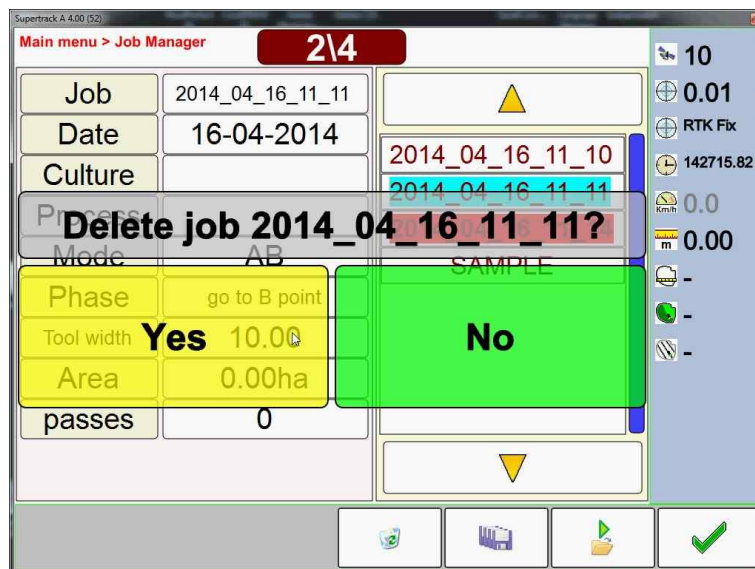 Supertrack A 4.00 (52)
Main menu > Job Manager
2\4
Job 2014_04_16_11_11
Date 16-04-2014
Culture
Process
Mode AB
Phase go to B point
Tool width 10.00
Area 0.00ha
passes 0
2014_04_16_11_10
2014_04_16_11_11
SAMPLE
Delete job 2014_04_16_11_11?
Yes
No
10
0.01
RTK Fix
142715.82
Km/h 0.0
m 0.00
-
-
-